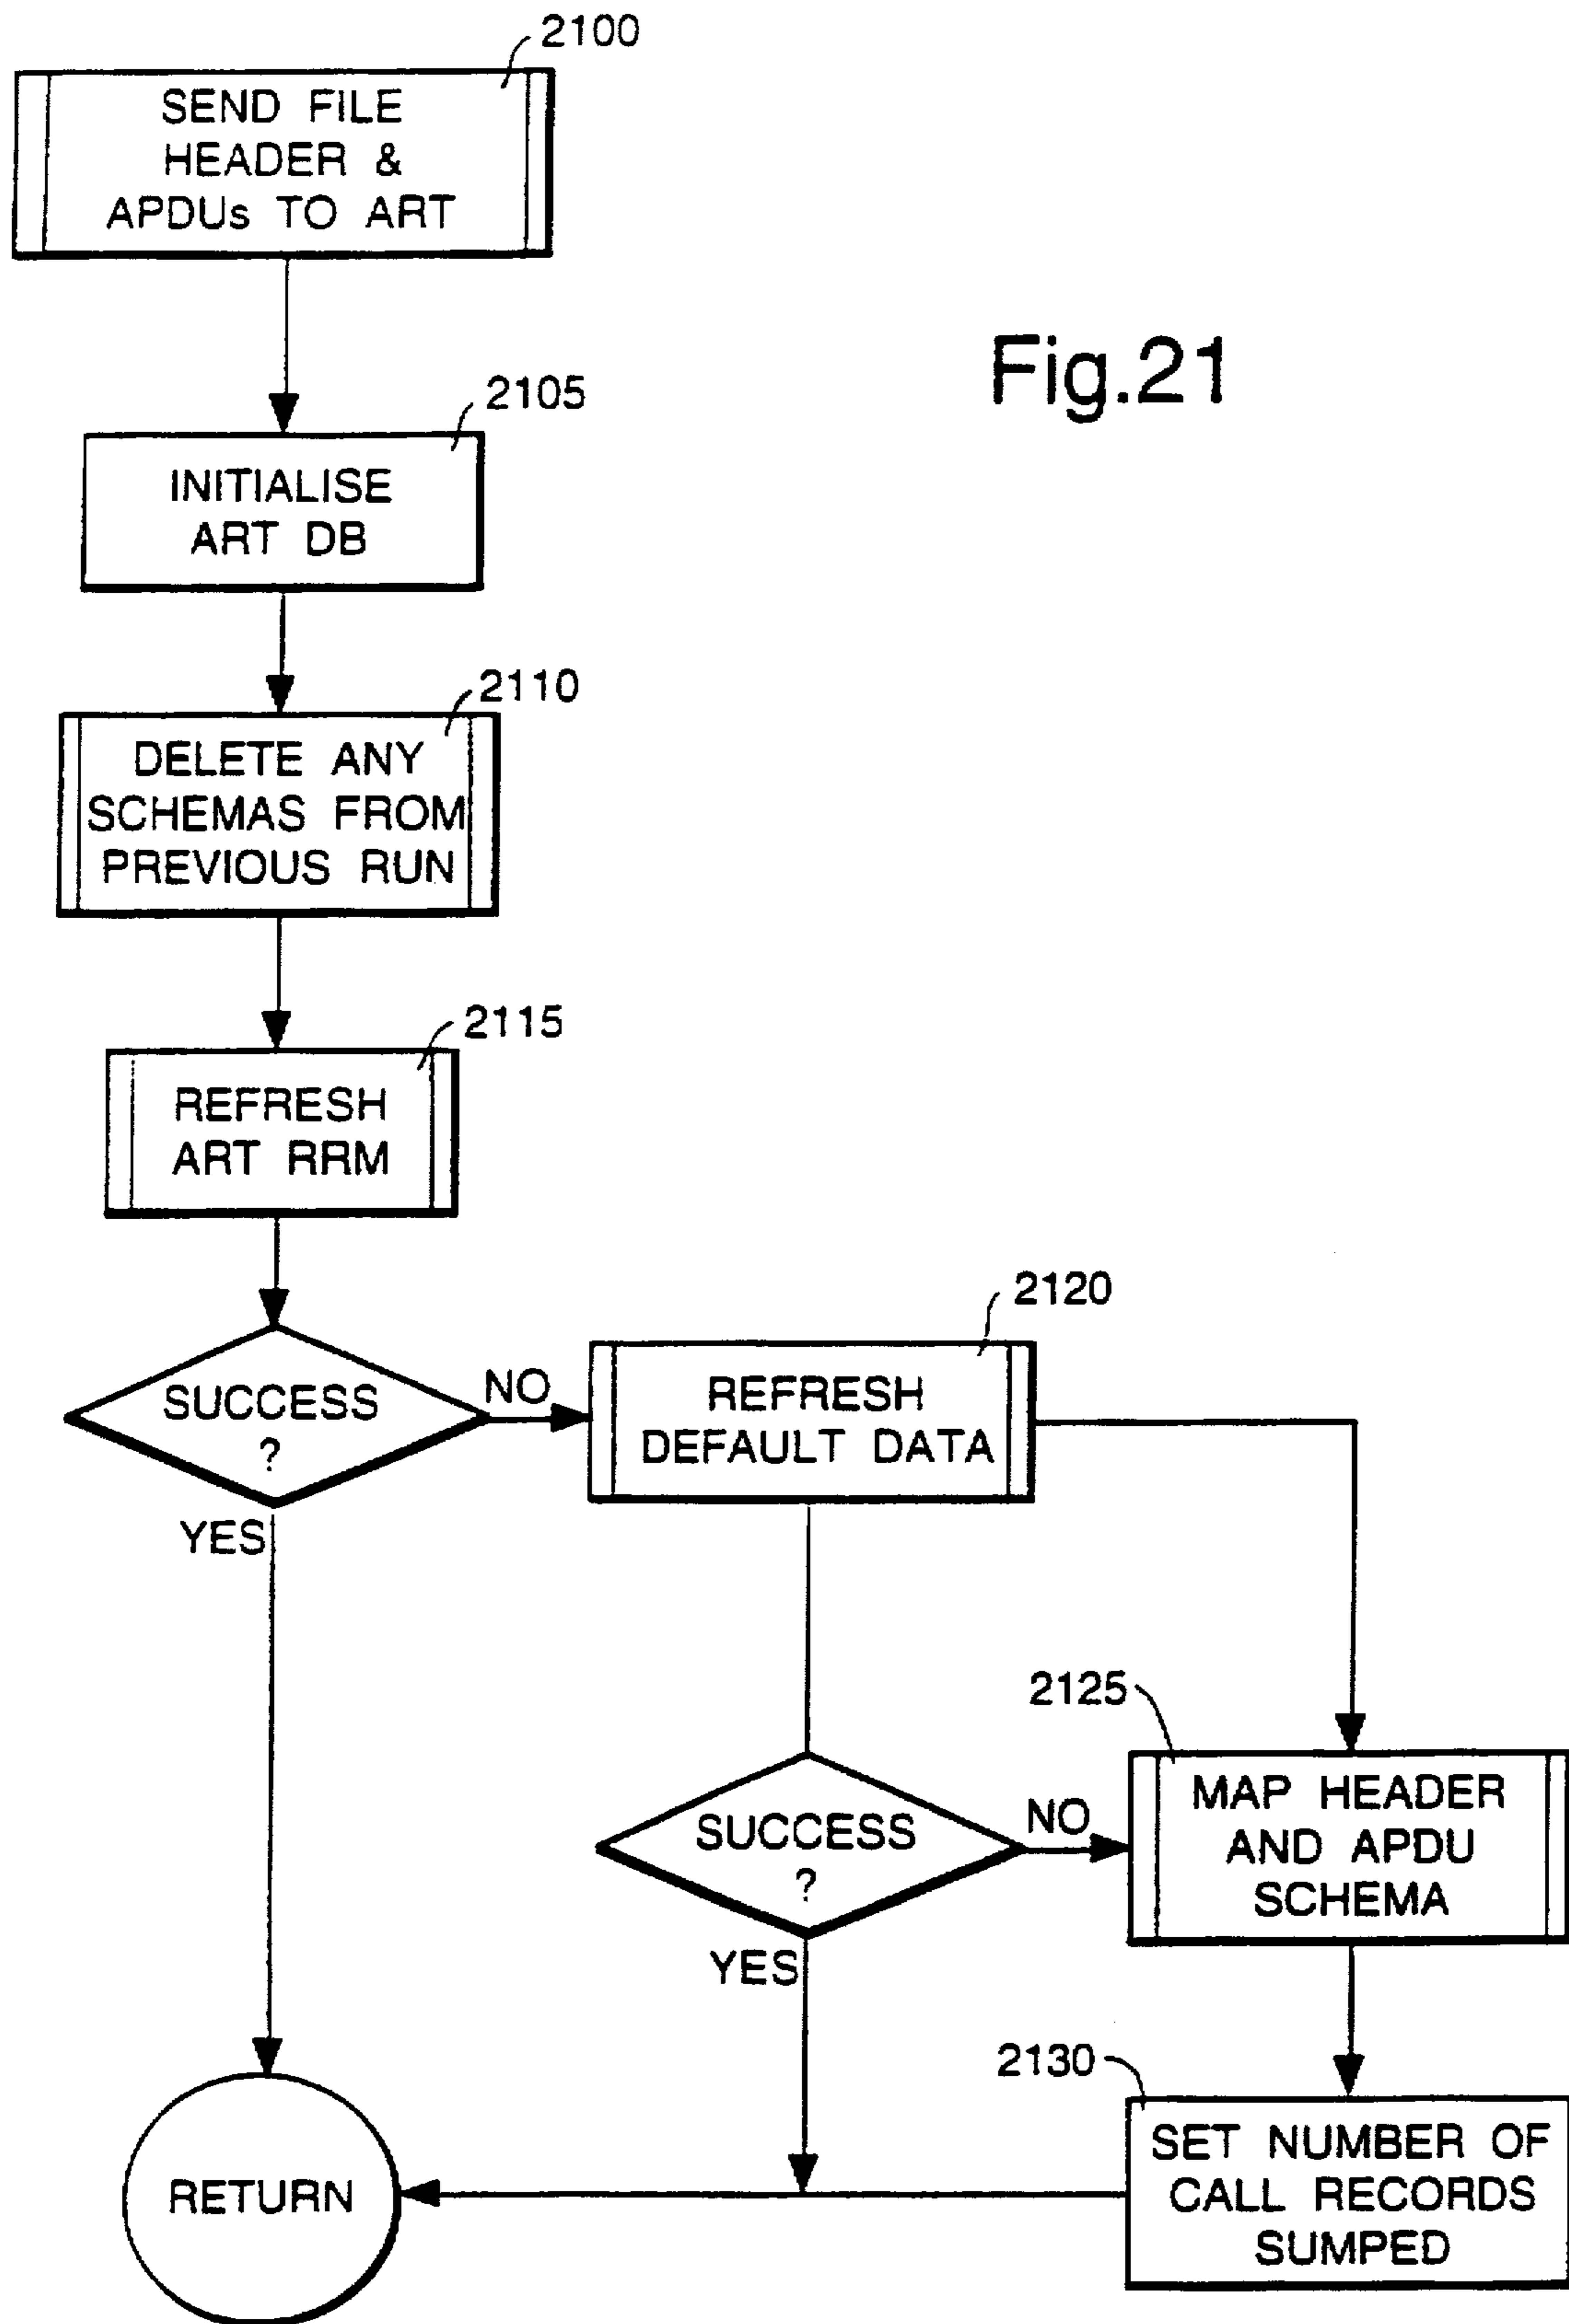 2100
SEND FILE
HEADER &
APDUs TO ART
Fig.21
2105
INITIALISE
ART DB
2110
DELETE ANY
SCHEMAS FROM
PREVIOUS RUN
2115
REFRESH
ART RRM
2120
SUCCESS
?
NO
REFRESH
DEFAULT DATA
YES
2125
SUCCESS
?
NO
MAP HEADER
AND APDU
SCHEMA
YES
2130
RETURN
SET NUMBER OF
CALL RECORDS
SUMPED